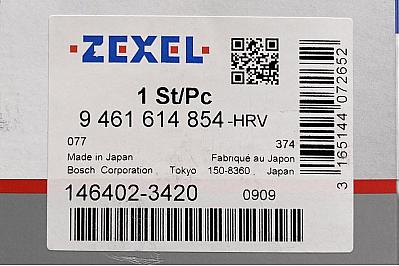 ZEXEL
1 St/Pc
9 461 614 854-HRV
077 374
Made in Japan Fabriqué au Japon
Bosch Corporation, Tokyo 150-8360, Japan
146402-3420 0909
3 165144 072652